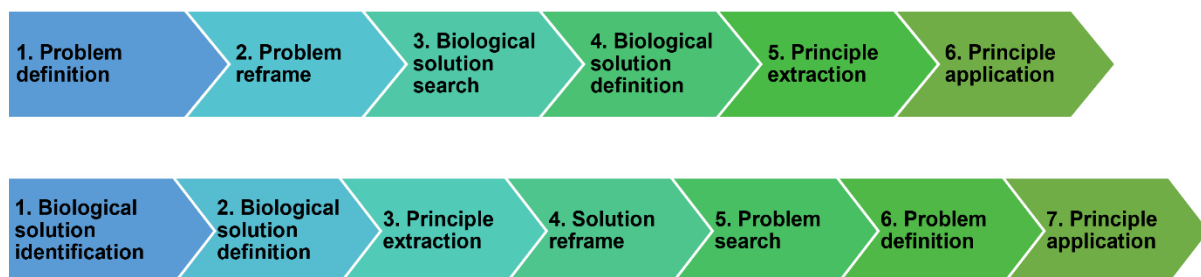 1. Problem
definition
2. Problem
reframe
3. Biological
solution
search
4. Biological
solution
definition
5. Principle
extraction
6. Principle
application
1. Biological
solution
identification
2. Biological
solution
definition
3. Principle
extraction
4. Solution
reframe
5. Problem
search
6. Problem
definition
7. Principle
application